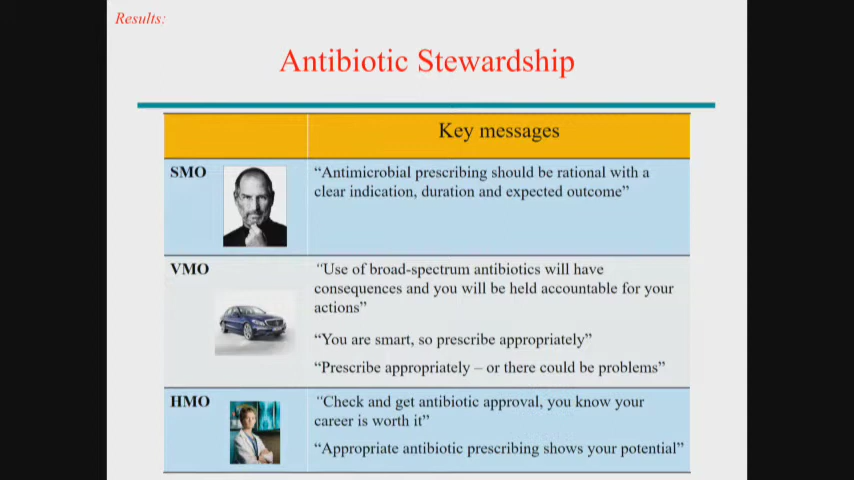 Results:
Antibiotic Stewardship
Key messages
SMO
“Antimicrobial prescribing should be rational with a
clear indication, duration and expected outcome”
VMO
“Use of broad-spectrum antibiotics will have
consequences and you will be held accountable for your
actions”
“You are smart, so prescribe appropriately”
“Prescribe appropriately – or there could be problems”
HMO
“Check and get antibiotic approval, you know your
career is worth it”
“Appropriate antibiotic prescribing shows your potential”